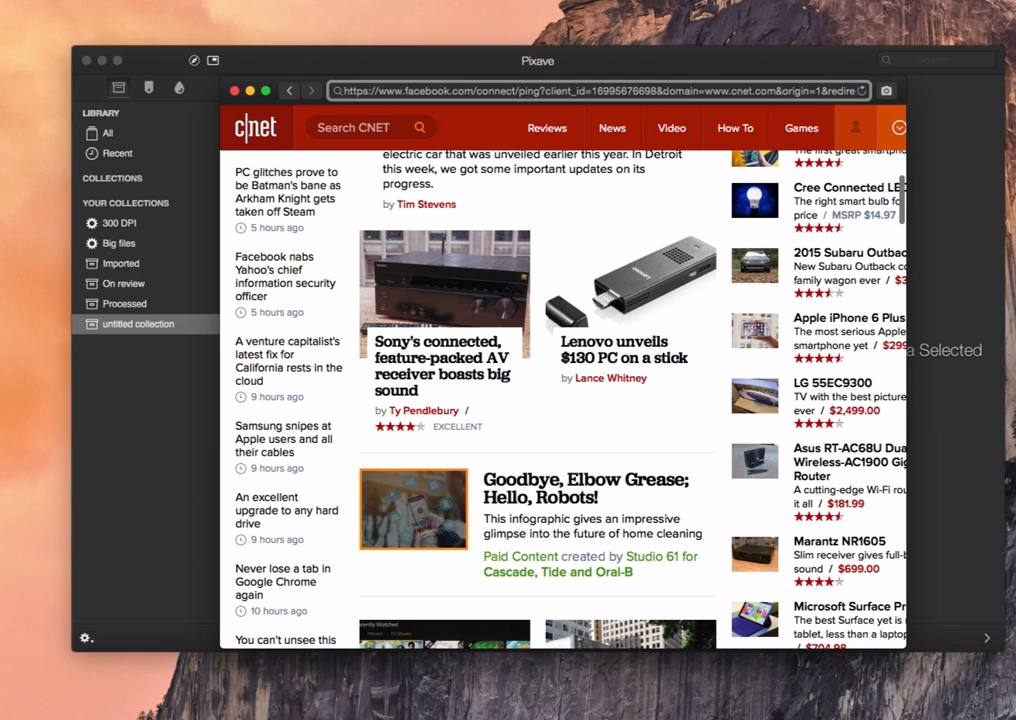 Pixave
Search
https://www.facebook.com/connect/ping?client_id=16995676698&domain=www.cnet.com&origin=1&redire
LIBRARY
All
Recent
COLLECTIONS
YOUR COLLECTIONS
300 DPI
Big files
Imported
On review
Processed
untitled collection
c|net
Search CNET
Reviews
News
Video
How To
Games
PC glitches prove to
be Batman's bane as
Arkham Knight gets
taken off Steam
5 hours ago
Facebook nabs
Yahoo's chief
information security
officer
5 hours ago
A venture capitalist's
latest fix for
California rests in the
cloud
9 hours ago
Samsung snipes at
Apple users and all
their cables
9 hours ago
An excellent
upgrade to any hard
drive
9 hours ago
Never lose a tab in
Google Chrome
again
10 hours ago
You can't unsee this
electric car that was unveiled earlier this year. In Detroit
this week, we got some important updates on its
progress.
by Tim Stevens
Sony's connected,
feature-packed AV
receiver boasts big
sound
by Ty Pendlebury /
EXCELLENT
Lenovo unveils
$130 PC on a stick
by Lance Whitney
Goodbye, Elbow Grease;
Hello, Robots!
This infographic gives an impressive
glimpse into the future of home cleaning
Paid Content created by Studio 61 for
Cascade, Tide and Oral-B
Recently Watched
The first great smartpho
Cree Connected LE
The right smart bulb fo
price / MSRP $14.97
2015 Subaru Outbac
New Subaru Outback co
family wagon ever / $3
Apple iPhone 6 Plus
The most serious Apple
smartphone yet / $299
LG 55EC9300
TV with the best picture
ever / $2,499.00
Asus RT-AC68U Dua
Wireless-AC1900 Gig
Router
A cutting-edge Wi-Fi rou
it all / $181.99
Marantz NR1605
Slim receiver gives full-b
sound / $699.00
Microsoft Surface Pr
The best Surface yet is
tablet, less than a laptop
/ $704.98
a Selected